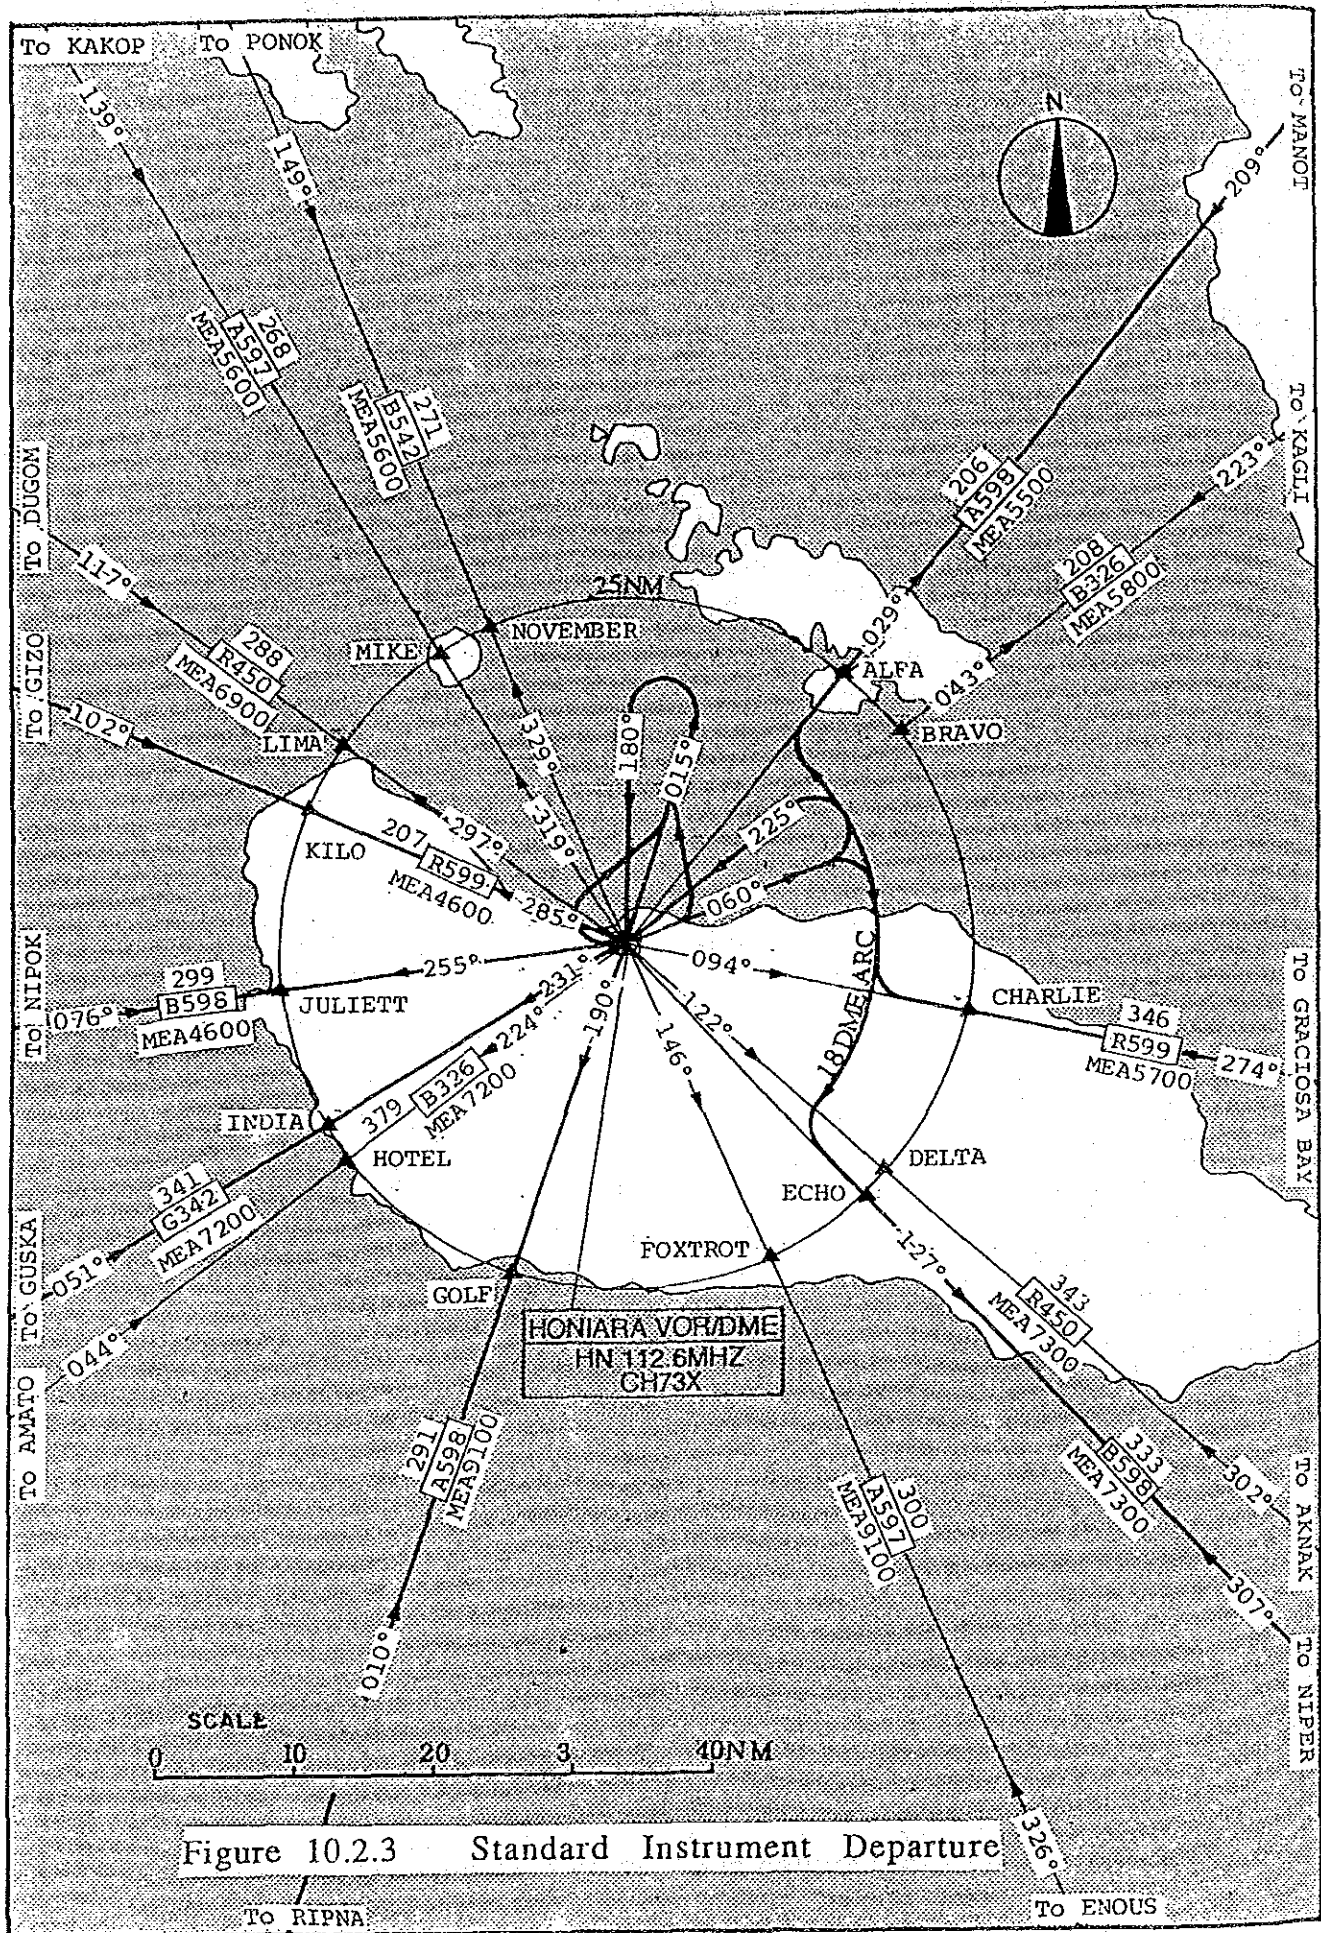 To KAKOP
To PONOK
To MANOT
N
139°
149°
209°
268
A597
MEA5600
271
B542
MEA5600
To DUGOM
To KAGLI
223°
206
A598
MEA5500
208
B326
MEA5800
117°
25NM
029°
NOVEMBER
MIKE
ALFA
043°
BRAVO
To GIZO
288
R450
MEA6900
102°
LIMA
180°
015°
329°
319°
297°
225°
KILO
207
R599
MEA4600
285°
060°
To NIPOK
299
B598
MEA4600
076°
255°
JULIETT
094°
18DME ARC
CHARLIE
346
R599
MEA5700
274°
To GRACIOSA BAY
231°
224°
190°
146°
122°
INDIA
379
B326
MEA7200
HOTEL
DELTA
ECHO
341
G342
MEA7200
To GUSKA
051°
FOXTROT
127°
GOLF
343
R450
MEA7300
HONIARA VOR/DME
HN 112.6MHZ
CH73X
044°
To AMATO
291
A598
MEA9100
300
A597
MEA9100
333
B598
MEA7300
302°
To AKNAK
307°
010°
To NIPER
SCALE
0 10 20 3 40NM
326°
Figure 10.2.3 Standard Instrument Departure
To RIPNA
To ENOUS